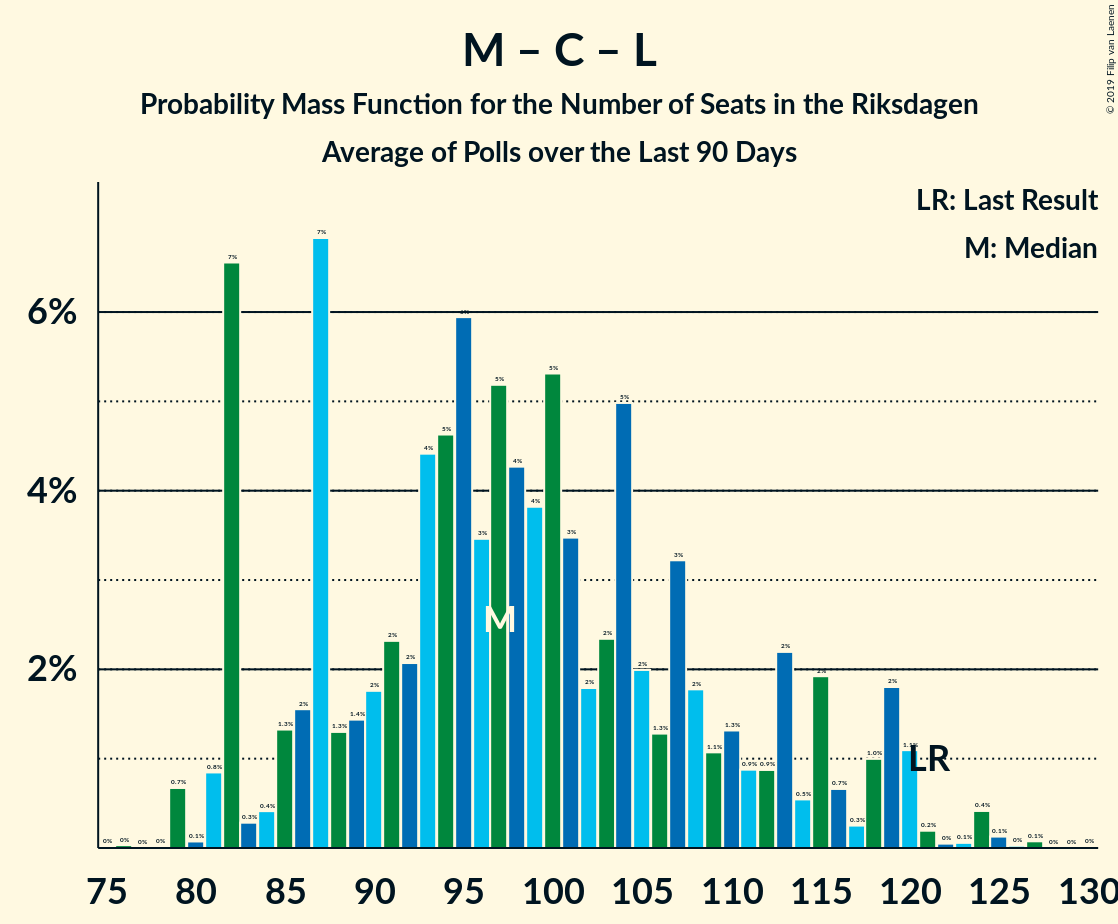 M – C – L
Probability Mass Function for the Number of Seats in the Riksdagen
Average of Polls over the Last 90 Days
© 2019 Filip van Laenen
LR: Last Result
M: Median
6%
4%
2%
0% 0% 0% 0% 0.7% 0.1% 0.8% 7% 0.3% 0.4% 1.3% 2% 7% 1.3% 1.4% 2% 2% 2% 4% 5% 6% 3% 5% 4% 4% 5% 3% 2% 2% 5% 2% 1.3% 3% 2% 1.1% 1.3% 0.9% 0.9% 2% 0.5% 2% 0.7% 0.3% 1.0% 2% 1.1% 0.2% 0% 0.1% 0.4% 0.1% 0% 0.1% 0% 0% 0%
M
LR
75 80 85 90 95 100 105 110 115 120 125 130